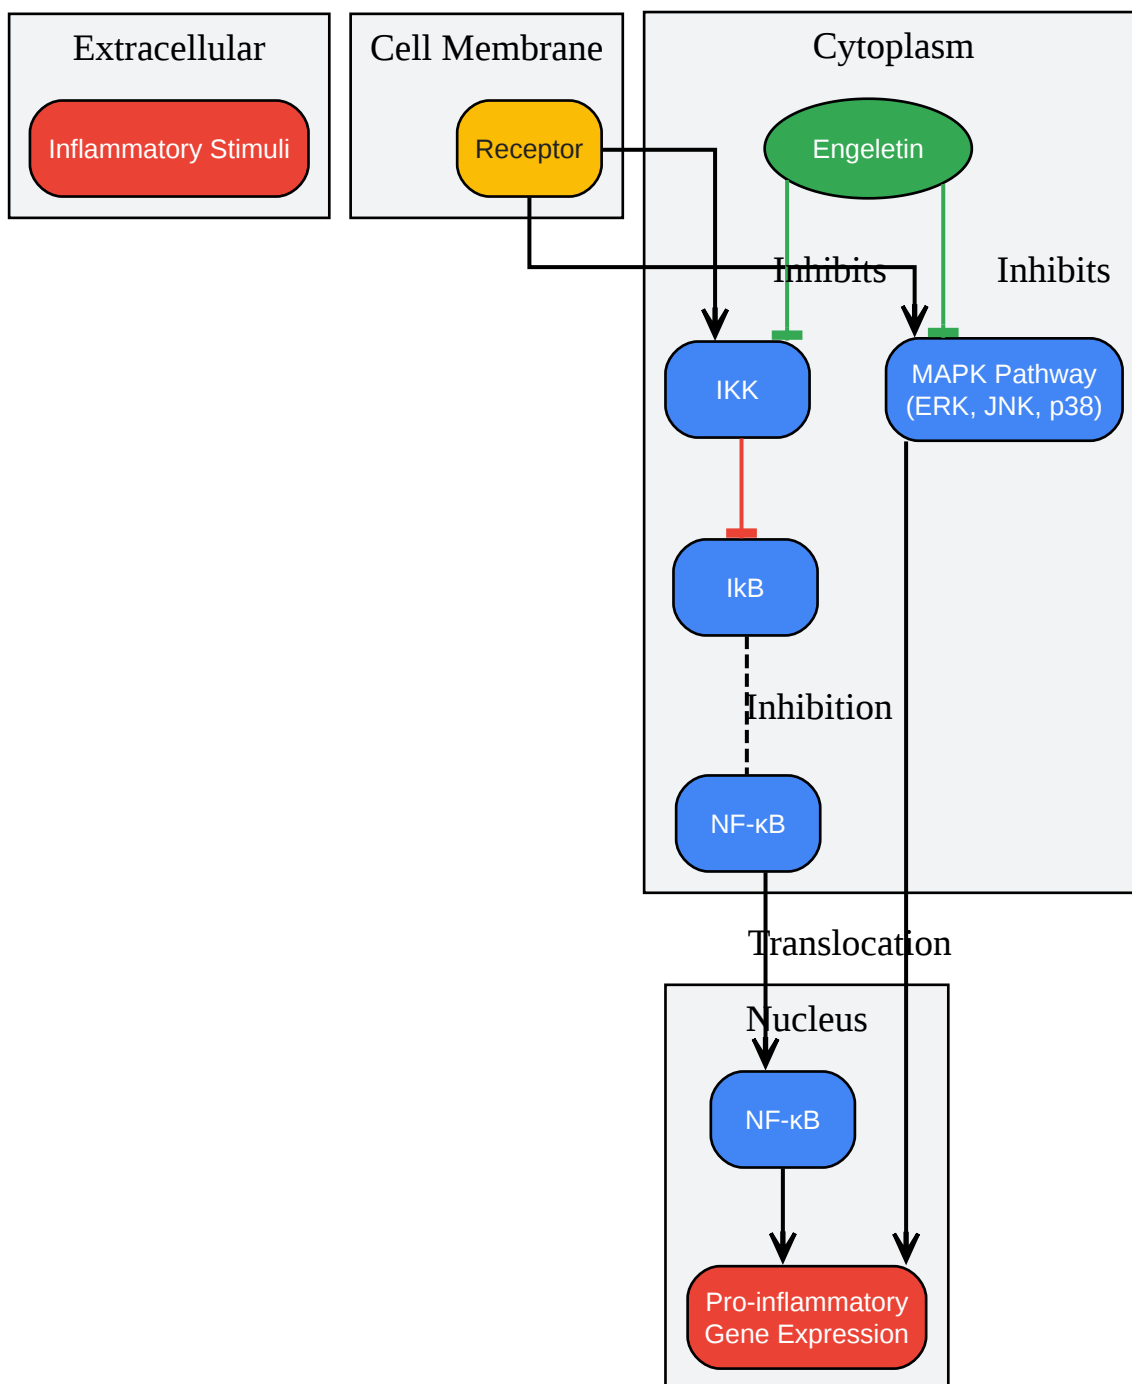 Extracellular
Cell Membrane
Cytoplasm
Inflammatory Stimuli
Receptor
Engeletin
Inhibits
Inhibits
IKK
MAPK Pathway
(ERK, JNK, p38)
IkB
Inhibition
NF-κB
Translocation
Nucleus
NF-κB
Pro-inflammatory
Gene Expression